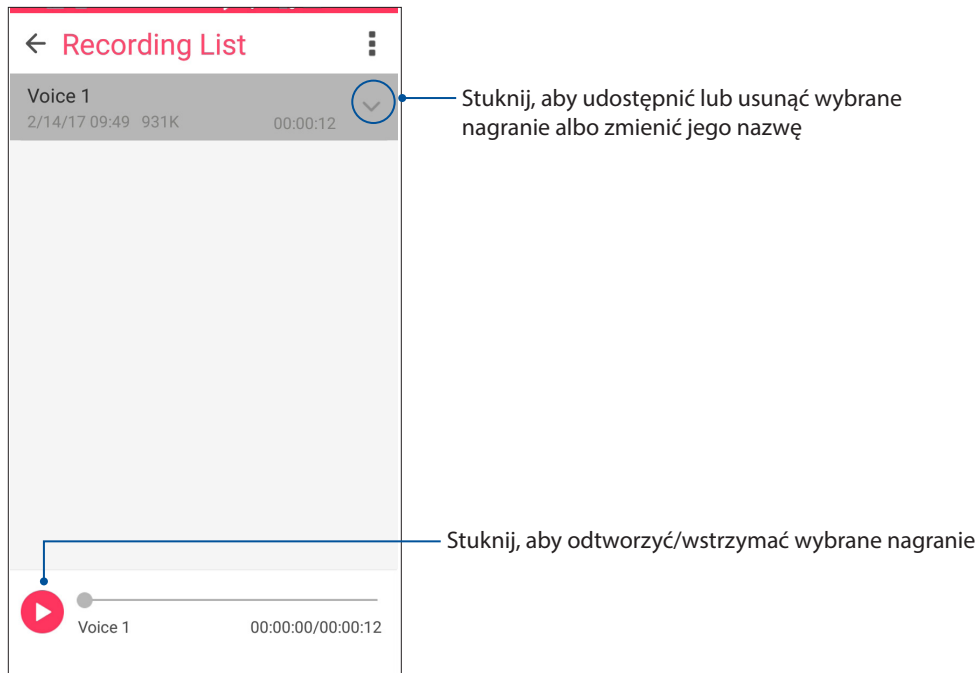 Recording List
Voice 1
2/14/17 09:49 931K 00:00:12
Stuknij, aby udostępnić lub usunąć wybrane
nagranie albo zmienić jego nazwę
Stuknij, aby odtworzyć/wstrzymać wybrane nagranie
Voice 1 00:00:00/00:00:12